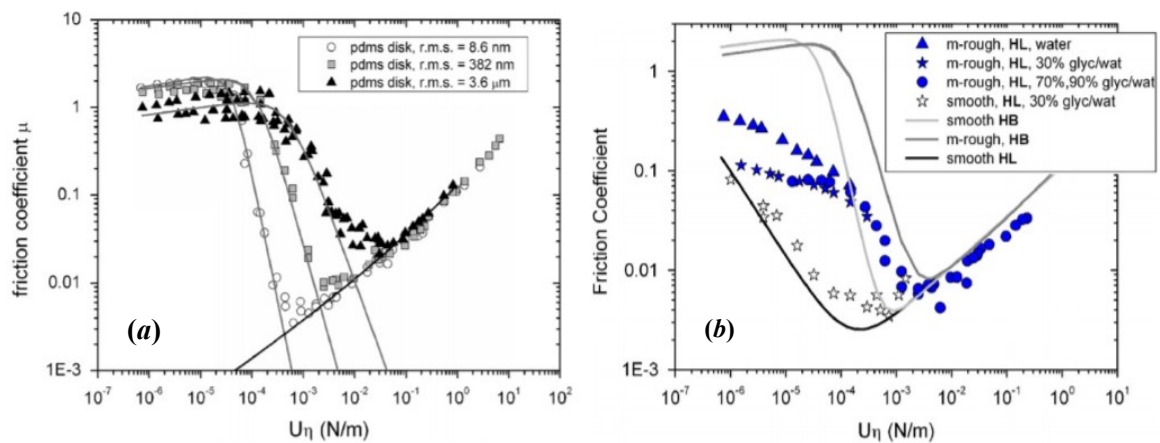 pdms disk, r.m.s. = 8.6 nm
pdms disk, r.m.s. = 382 nm
pdms disk, r.m.s. = 3.6 μm
friction coefficient μ
10
1
0.1
0.01
1E-3
(a)
10⁻⁷ 10⁻⁶ 10⁻⁵ 10⁻⁴ 10⁻³ 10⁻² 10⁻¹ 10⁰ 10¹ 10²
Uη (N/m)
m-rough, HL, water
m-rough, HL, 30% glyc/wat
m-rough, HL, 70%,90% glyc/wat
smooth, HL, 30% glyc/wat
smooth HB
m-rough, HB
smooth HL
Friction Coefficient
1
0.1
0.01
1E-3
(b)
10⁻⁷ 10⁻⁶ 10⁻⁵ 10⁻⁴ 10⁻³ 10⁻² 10⁻¹ 10⁰ 10¹ 10²
Uη (N/m)